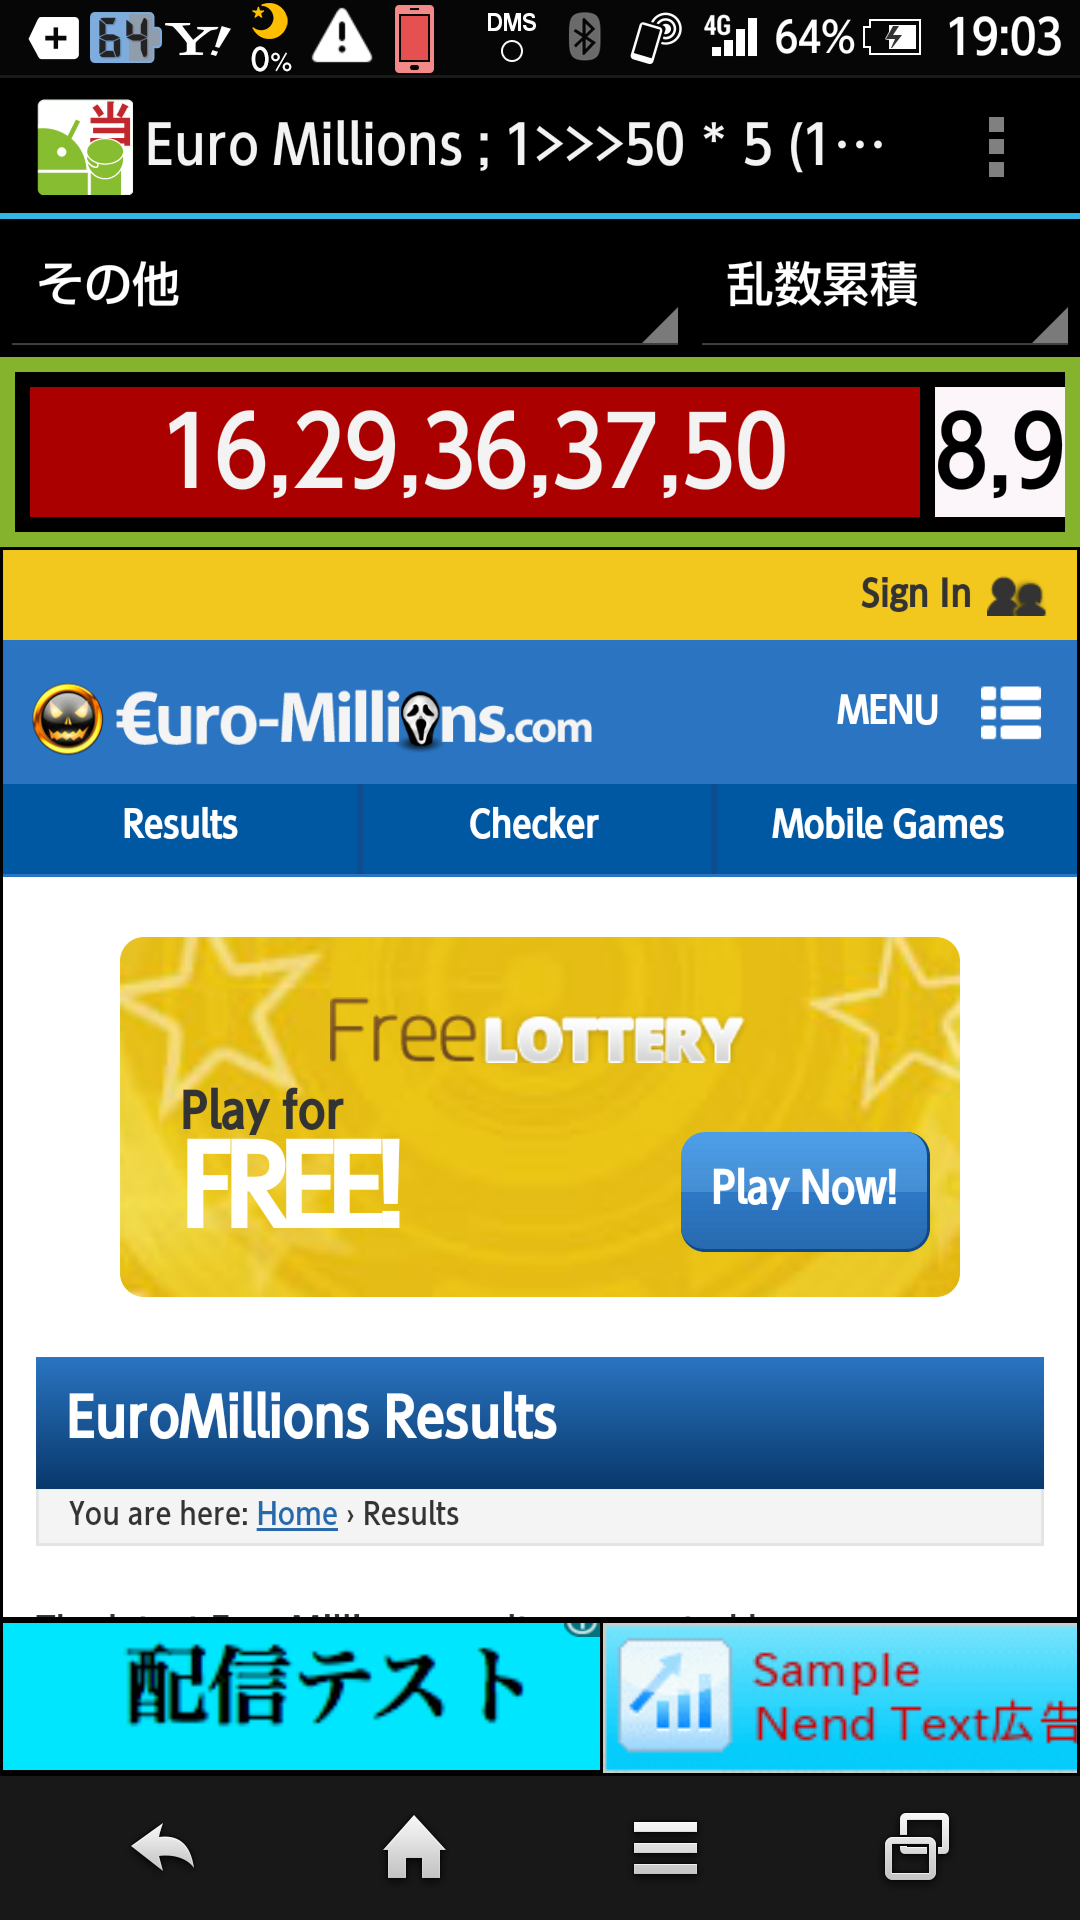 64 Y! 0% DMS 4G 64% 19:03
当 Euro Millions ; 1>>>50 * 5 (1…
その他 乱数累積
16,29,36,37,50 8,9
Sign In
€uro-Millions.com MENU
Results Checker Mobile Games
Free LOTTERY
Play for
FREE!
Play Now!
EuroMillions Results
You are here: Home › Results
配信テスト
Sample
Nend Text広告